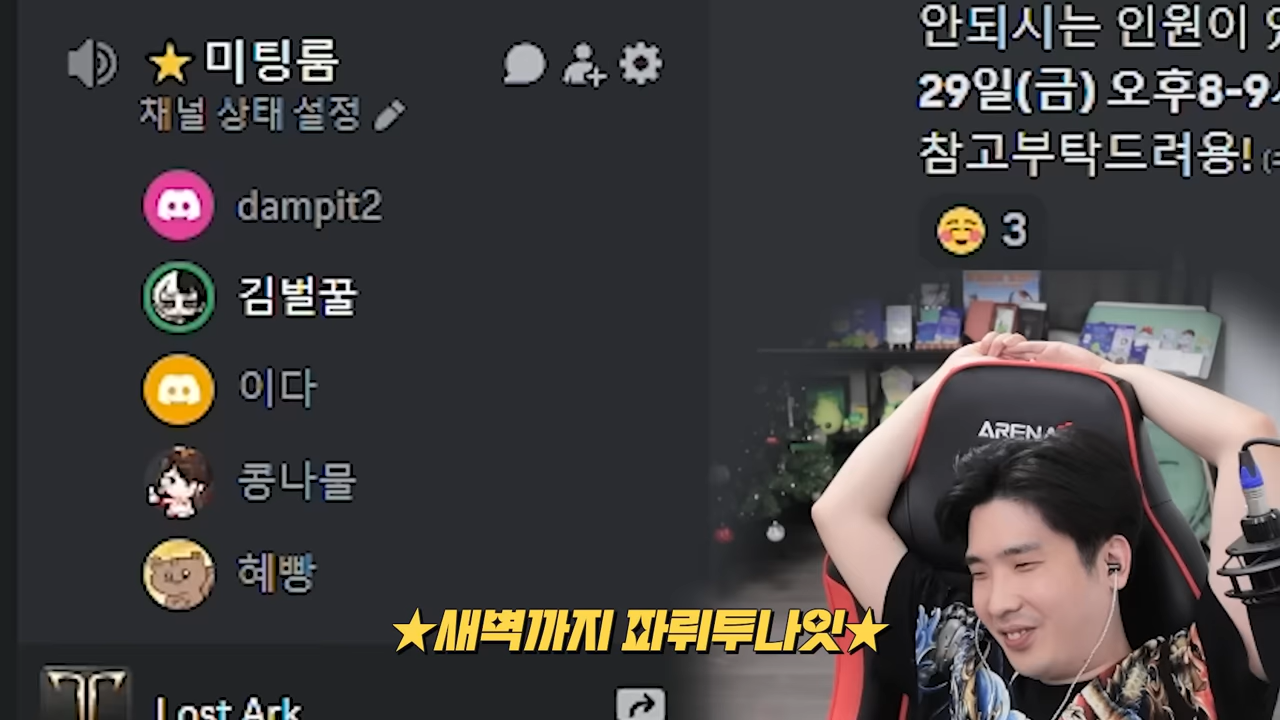 ★미팅룸
채널 상태 설정
dampit2
김벌꿀
이다
콩나물
혜빵
Lost Ark
안되시는 인원이
29일(금) 오후8-9
참고부탁드려용!
☺️ 3
ARENA
★새벽까지 좌뤼투나잇★